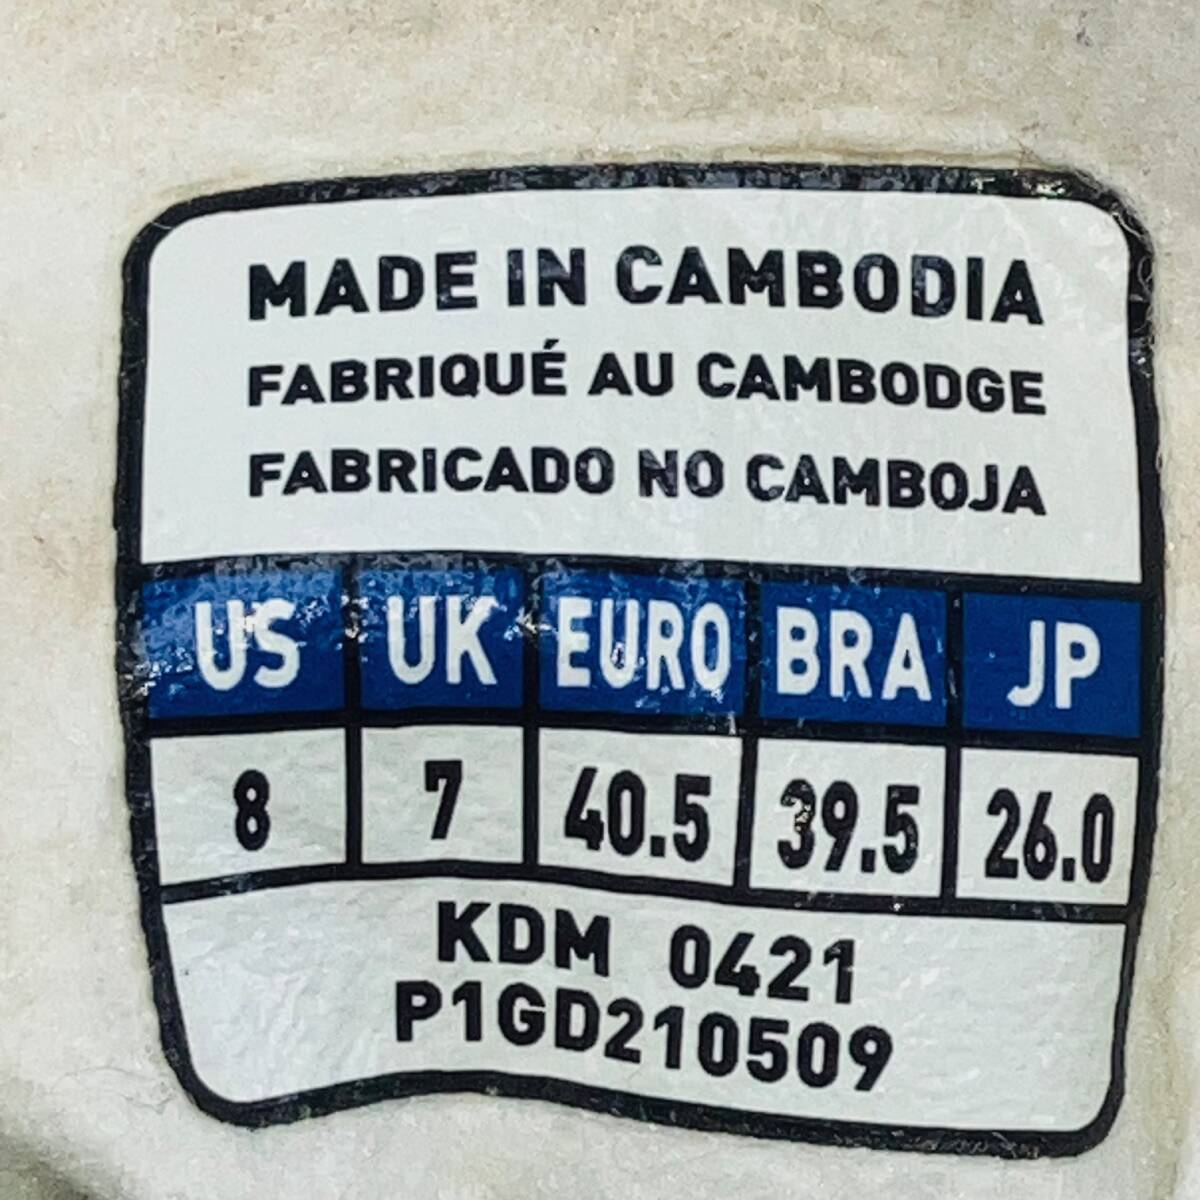 MADE IN CAMBODIA
FABRIQUÉ AU CAMBODGE
FABRICADO NO CAMBOJA
US UK EURO BRA JP
8 7 40.5 39.5 26.0
KDM 0421
P1GD210509